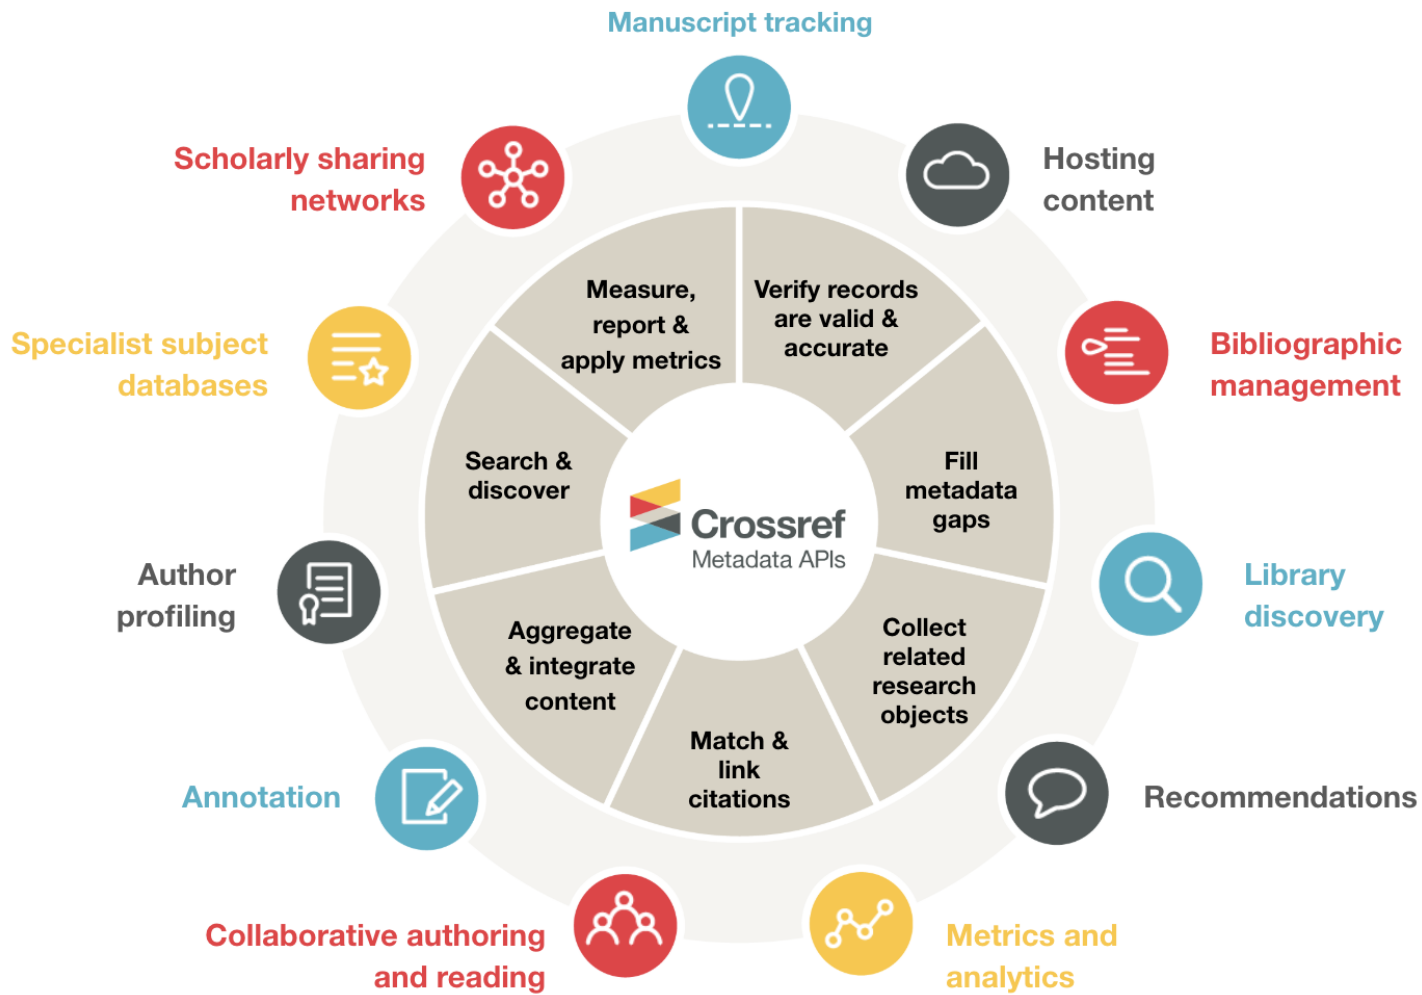 Manuscript tracking
Hosting
content
Bibliographic
management
Library
discovery
Recommendations
Metrics and
analytics
Collaborative authoring
and reading
Annotation
Author
profiling
Specialist subject
databases
Scholarly sharing
networks
Verify records
are valid &
accurate
Fill
metadata
gaps
Collect
related
research
objects
Match &
link
citations
Aggregate
& integrate
content
Search &
discover
Measure,
report &
apply metrics
Crossref
Metadata APIs